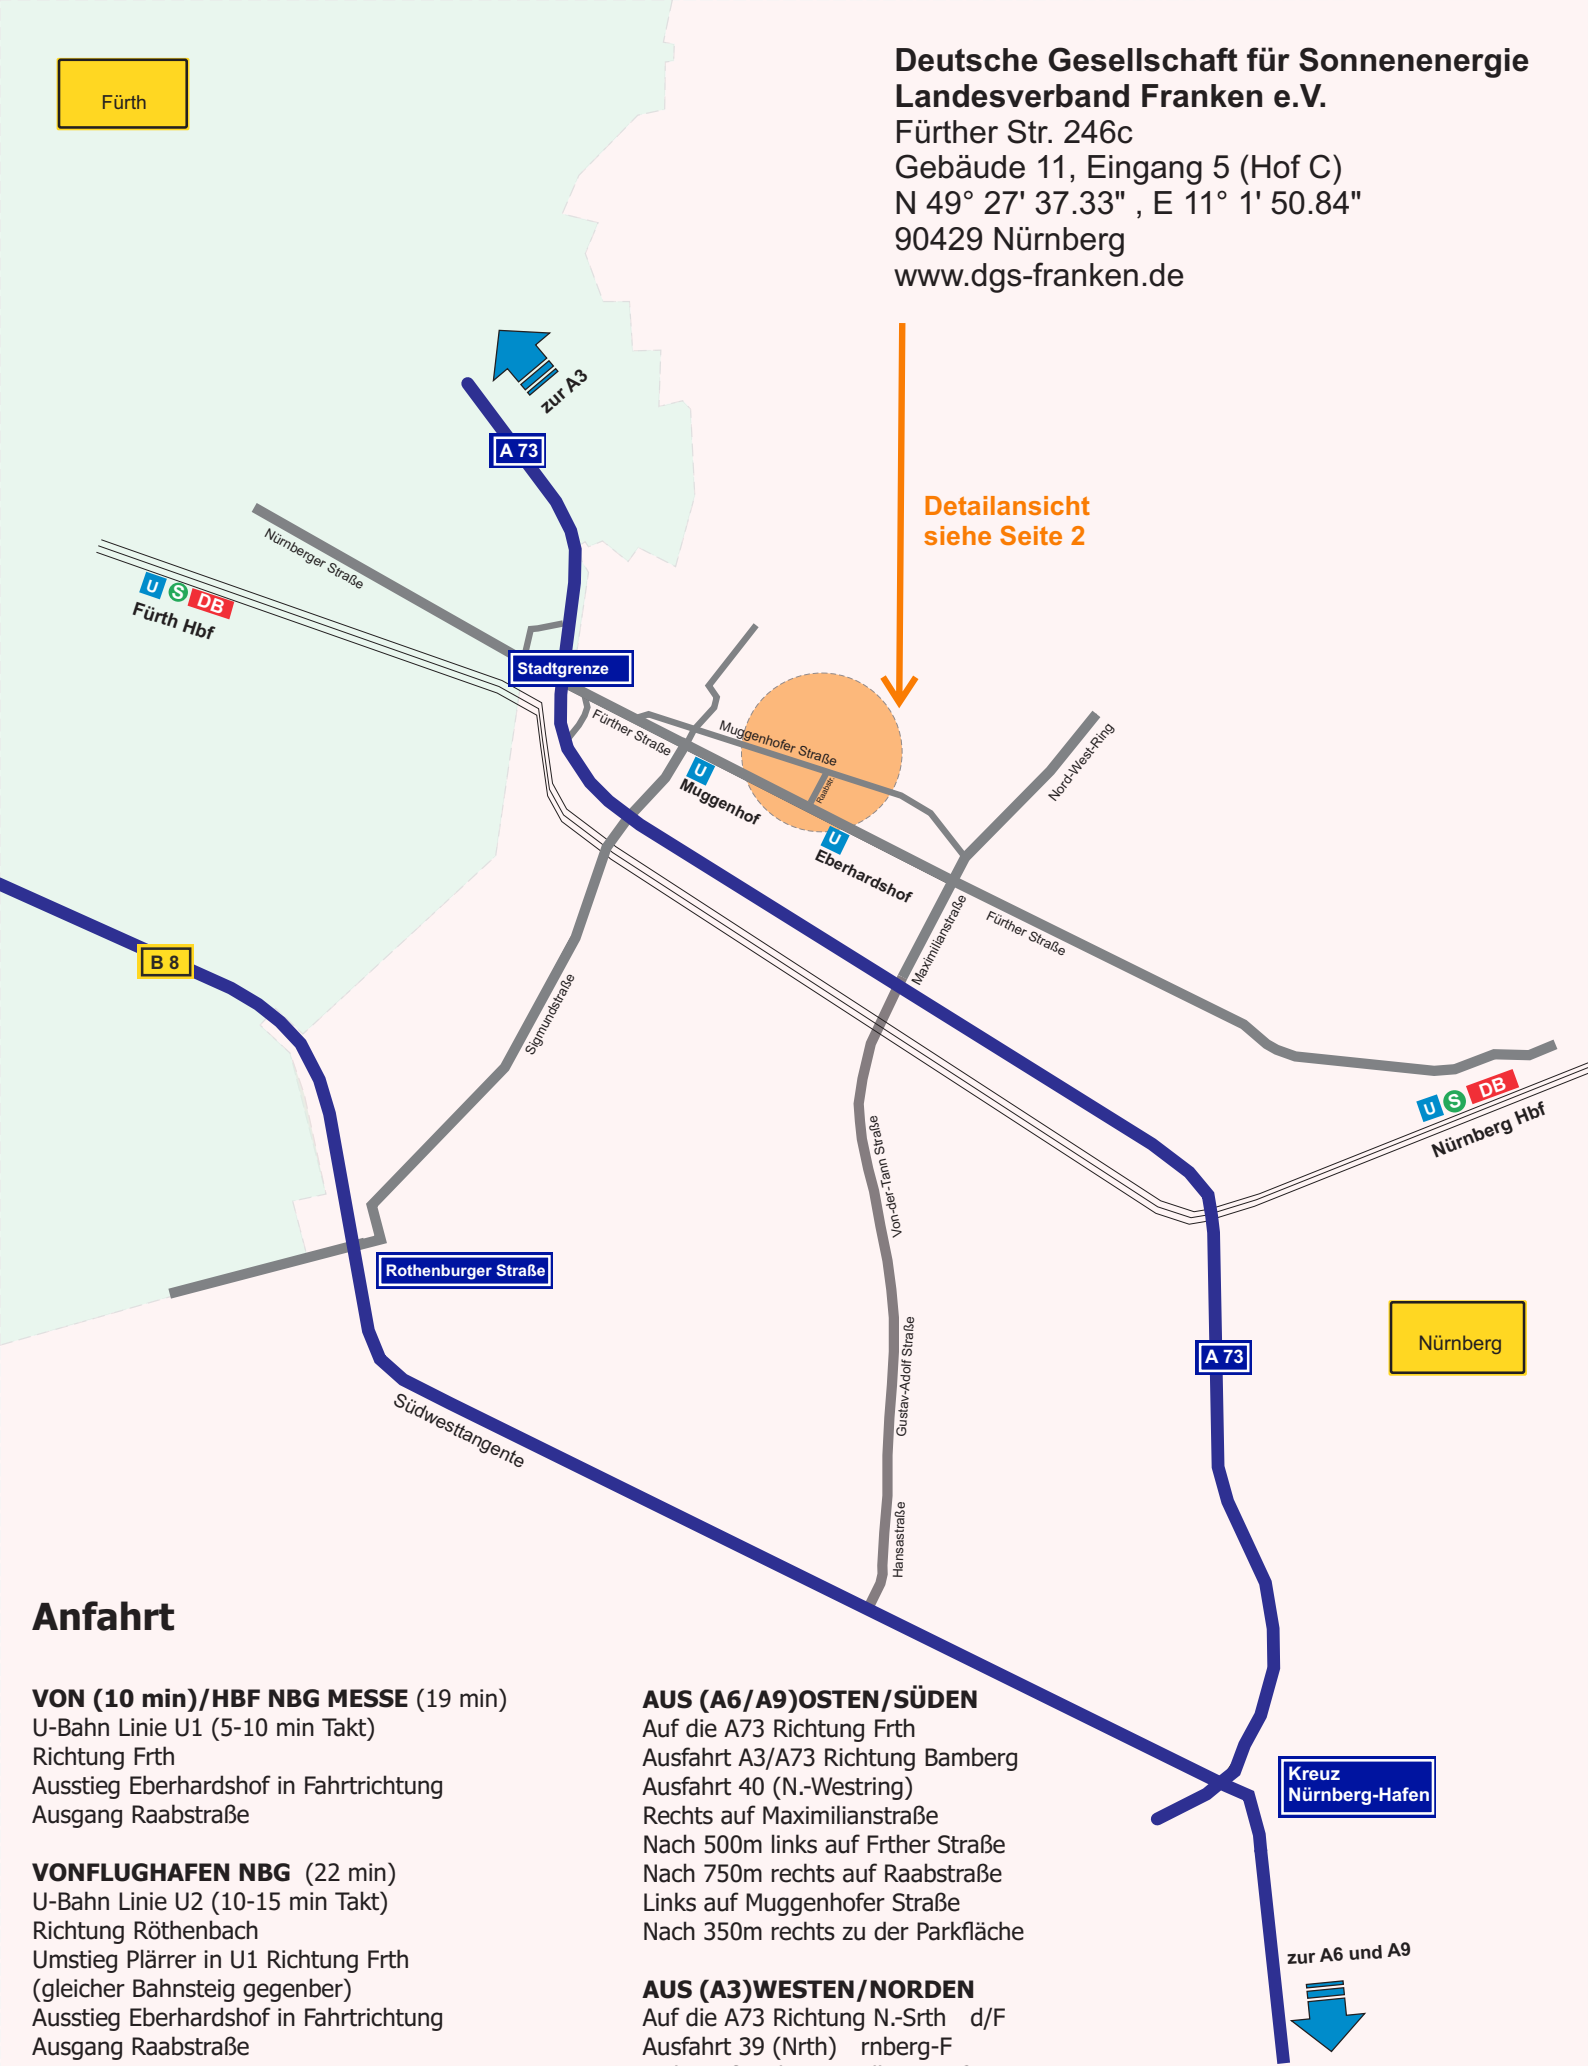 Fürth
Deutsche Gesellschaft für Sonnenenergie
Landesverband Franken e.V.
Fürther Str. 246c
Gebäude 11, Eingang 5 (Hof C)
N 49° 27' 37.33" , E 11° 1' 50.84"
90429 Nürnberg
www.dgs-franken.de
zur A3
A 73
Detailansicht
siehe Seite 2
Nürnberger Straße
U S DB
Fürth Hbf
Stadtgrenze
Fürther Straße
Muggenhofer Straße
Nord-West-Ring
U
Muggenhof
Raabstr.
U
Eberhardshof
Maximilianstraße
Fürther Straße
B 8
Sigmundstraße
U S DB
Nürnberg Hbf
Von-der-Tann Straße
Rothenburger Straße
Nürnberg
A 73
Gustav-Adolf Straße
Südwesttangente
Hansastraße
Kreuz
Nürnberg-Hafen
zur A6 und A9
Anfahrt
VON (10 min)/HBF NBG MESSE (19 min)
U-Bahn Linie U1 (5-10 min Takt)
Richtung Frth
Ausstieg Eberhardshof in Fahrtrichtung
Ausgang Raabstraße
VONFLUGHAFEN NBG (22 min)
U-Bahn Linie U2 (10-15 min Takt)
Richtung Röthenbach
Umstieg Plärrer in U1 Richtung Frth
(gleicher Bahnsteig gegenber)
Ausstieg Eberhardshof in Fahrtrichtung
Ausgang Raabstraße
AUS (A6/A9)OSTEN/SÜDEN
Auf die A73 Richtung Frth
Ausfahrt A3/A73 Richtung Bamberg
Ausfahrt 40 (N.-Westring)
Rechts auf Maximilianstraße
Nach 500m links auf Frther Straße
Nach 750m rechts auf Raabstraße
Links auf Muggenhofer Straße
Nach 350m rechts zu der Parkfläche
AUS (A3)WESTEN/NORDEN
Auf die A73 Richtung N.-Srth d/F
Ausfahrt 39 (Nrth) rnberg-F